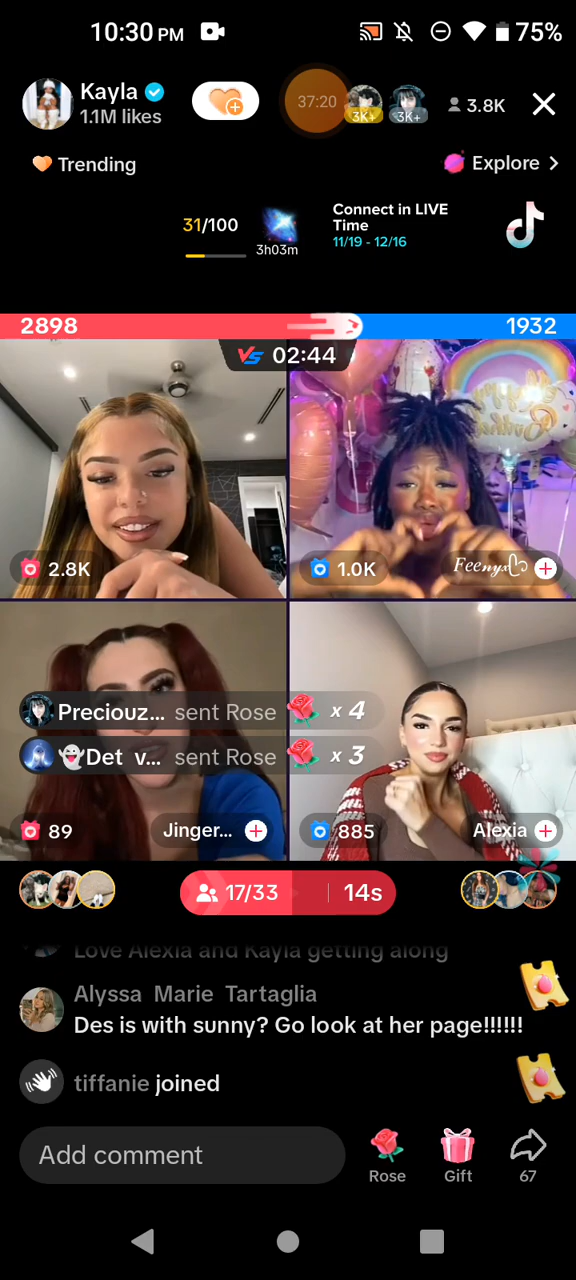 10:30 PM
75%
Kayla
1.1M likes
37:20
3K+
3K+
3.8K
Trending
Explore
31/100
3h03m
Connect in LIVE
Time
11/19 - 12/16
2898
1932
VS 02:44
2.8K
1.0K
Feenyx
Preciouz... sent Rose x 4
Det v... sent Rose x 3
89
Jinger...
885
Alexia
17/33
14s
Love Alexia and Kayla getting along
Alyssa Marie Tartaglia
Des is with sunny? Go look at her page!!!!!!
tiffanie joined
Add comment
Rose
Gift
67